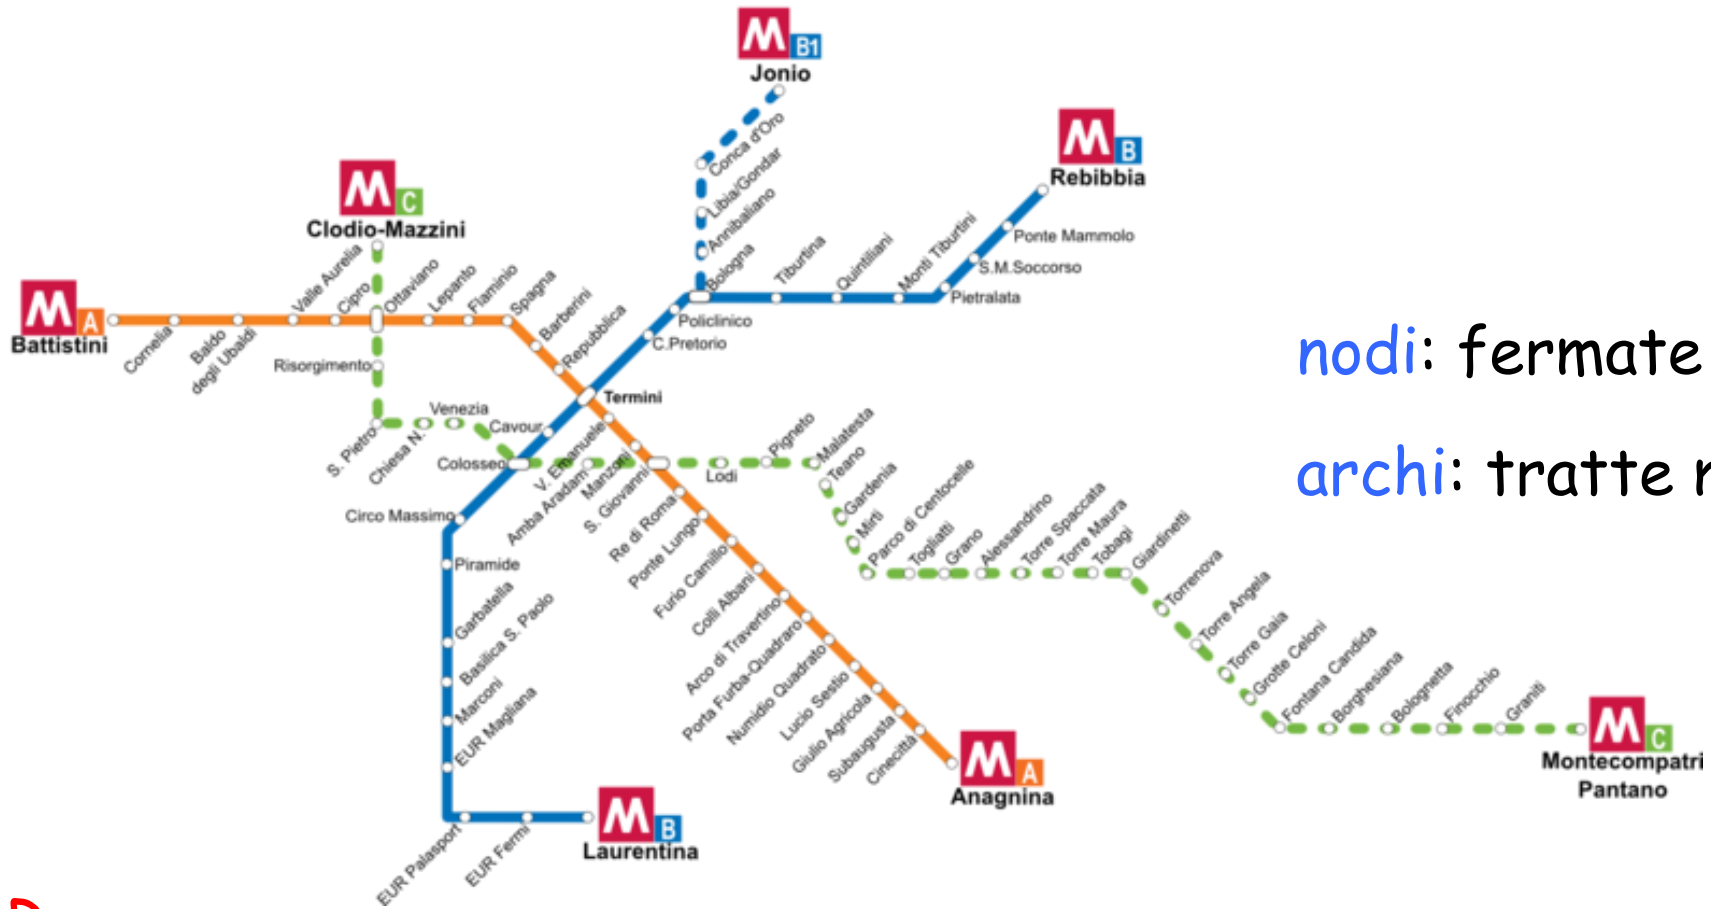 M B1
Jonio
Conca d'Oro
Libia/Gondar
Annibaliano
Bologna
M B
Rebibbia
Ponte Mammolo
S.M.Soccorso
Pietralata
Monti Tiburtini
Quintiliani
Tiburtina
Policlinico
C.Pretorio
M C
Clodio-Mazzini
M A
Battistini
Cornelia
Baldo
degli Ubaldi
Valle Aurelia
Cipro
Ottaviano
Lepanto
Flaminio
Spagna
Barberini
Repubblica
Termini
Risorgimento
S. Pietro
Chiesa N.
Venezia
Cavour
Colosseo
V. Emanuele
Amba Aradam
Manzoni
S. Giovanni
Lodi
Pigneto
Malatesta
Teano
Gardenia
Mirti
Parco di Centocelle
Togliatti
Grano
Alessandrino
Torre Spaccata
Torre Maura
Tobagi
Giardinetti
Torrenova
Torre Angela
Torre Gaia
Grotte Celoni
Fontana Candida
Borghesiana
Bolognetta
Finocchio
Graniti
M C
Montecompatri
Pantano
Circo Massimo
Piramide
Garbatella
Basilica S. Paolo
Marconi
EUR Magliana
EUR Palasport
EUR Fermi
M B
Laurentina
Re di Roma
Ponte Lungo
Furio Camillo
Colli Albani
Arco di Travertino
Porta Furba-Quadraro
Numidio Quadrato
Lucio Sestio
Giulio Agricola
Subaugusta
Cinecittà
M A
Anagnina
nodi: fermate
archi: tratte